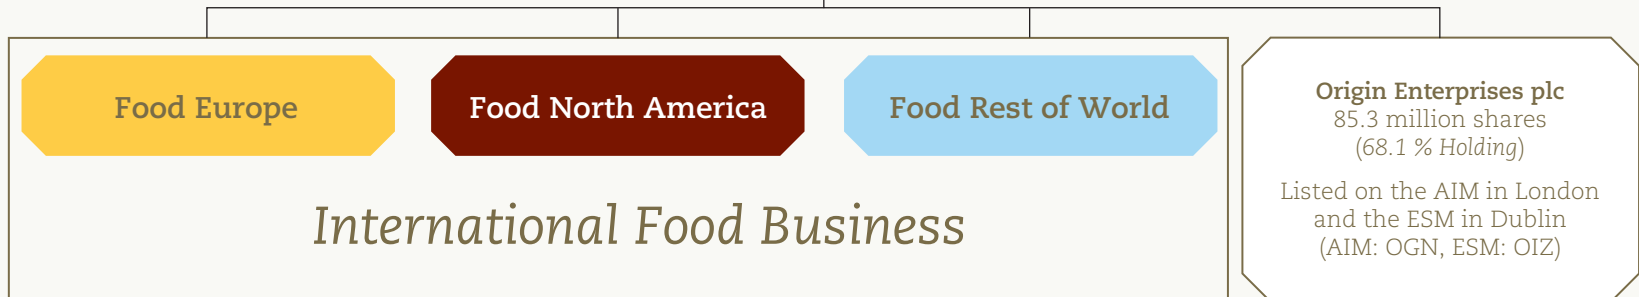 Food Europe
Food North America
Food Rest of World
International Food Business
Origin Enterprises plc
85.3 million shares
(68.1 % Holding)
Listed on the AIM in London
and the ESM in Dublin
(AIM: OGN, ESM: OIZ)